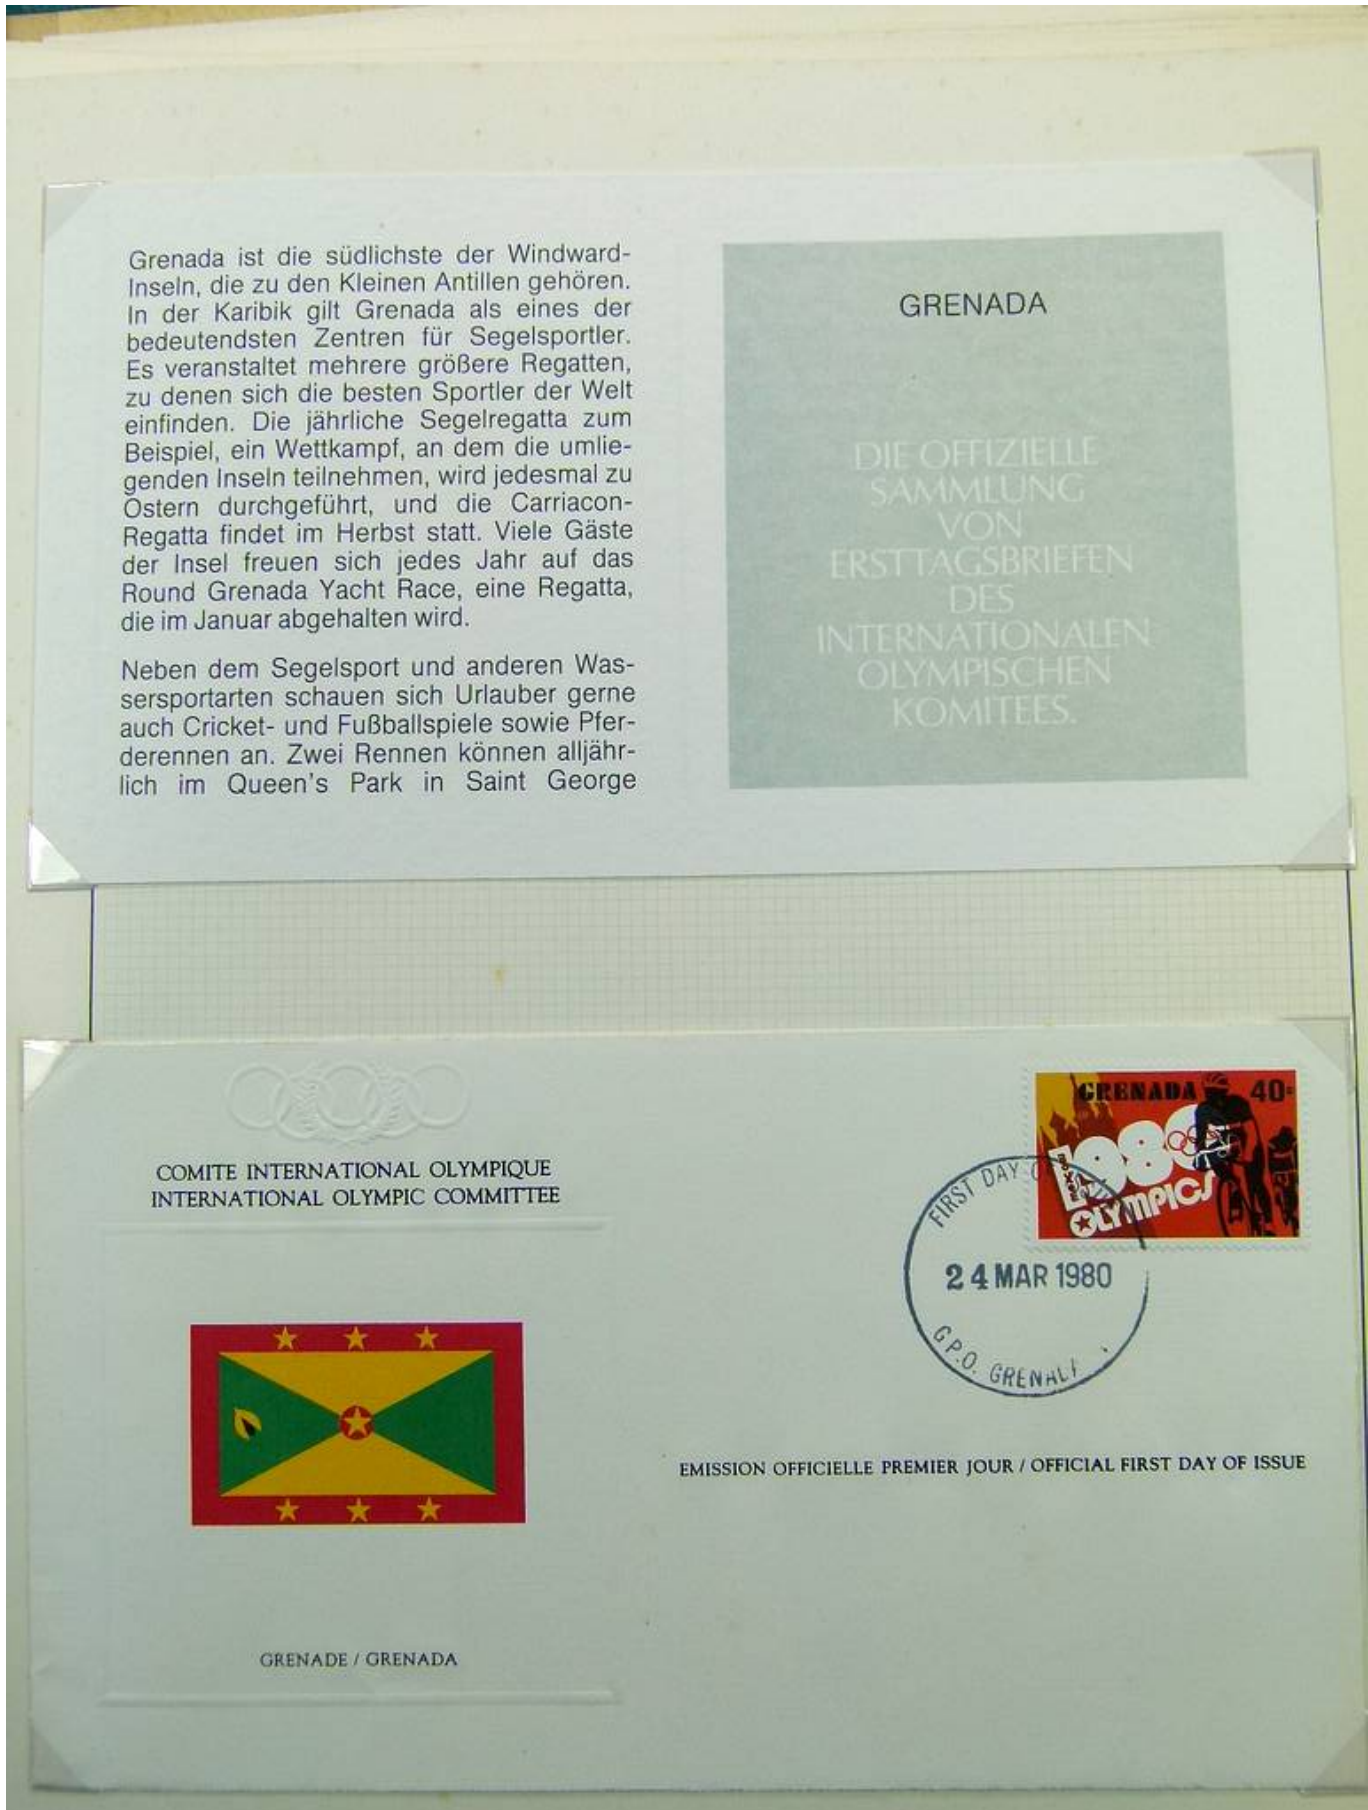 Grenada ist die südlichste der Windward-
Inseln, die zu den Kleinen Antillen gehören.
In der Karibik gilt Grenada als eines der
bedeutendsten Zentren für Segelsportler.
Es veranstaltet mehrere größere Regatten,
zu denen sich die besten Sportler der Welt
einfinden. Die jährliche Segelregatta zum
Beispiel, ein Wettkampf, an dem die umlie-
genden Inseln teilnehmen, wird jedesmal zu
Ostern durchgeführt, und die Carriacon-
Regatta findet im Herbst statt. Viele Gäste
der Insel freuen sich jedes Jahr auf das
Round Grenada Yacht Race, eine Regatta,
die im Januar abgehalten wird.
Neben dem Segelsport und anderen Was-
sersportarten schauen sich Urlauber gerne
auch Cricket- und Fußballspiele sowie Pfer-
derennen an. Zwei Rennen können alljähr-
lich im Queen's Park in Saint George
GRENADA
DIE OFFIZIELLE
SAMMLUNG
VON
ERSTTAGSBRIEFEN
DES
INTERNATIONALEN
OLYMPISCHEN
KOMITEES.
COMITE INTERNATIONAL OLYMPIQUE
INTERNATIONAL OLYMPIC COMMITTEE
GRENADE / GRENADA
GRENADA 40
1980
OLYMPICS
FIRST DAY
24 MAR 1980
G.P.O.
EMISSION OFFICIELLE PREMIER JOUR / OFFICIAL FIRST DAY OF ISSUE